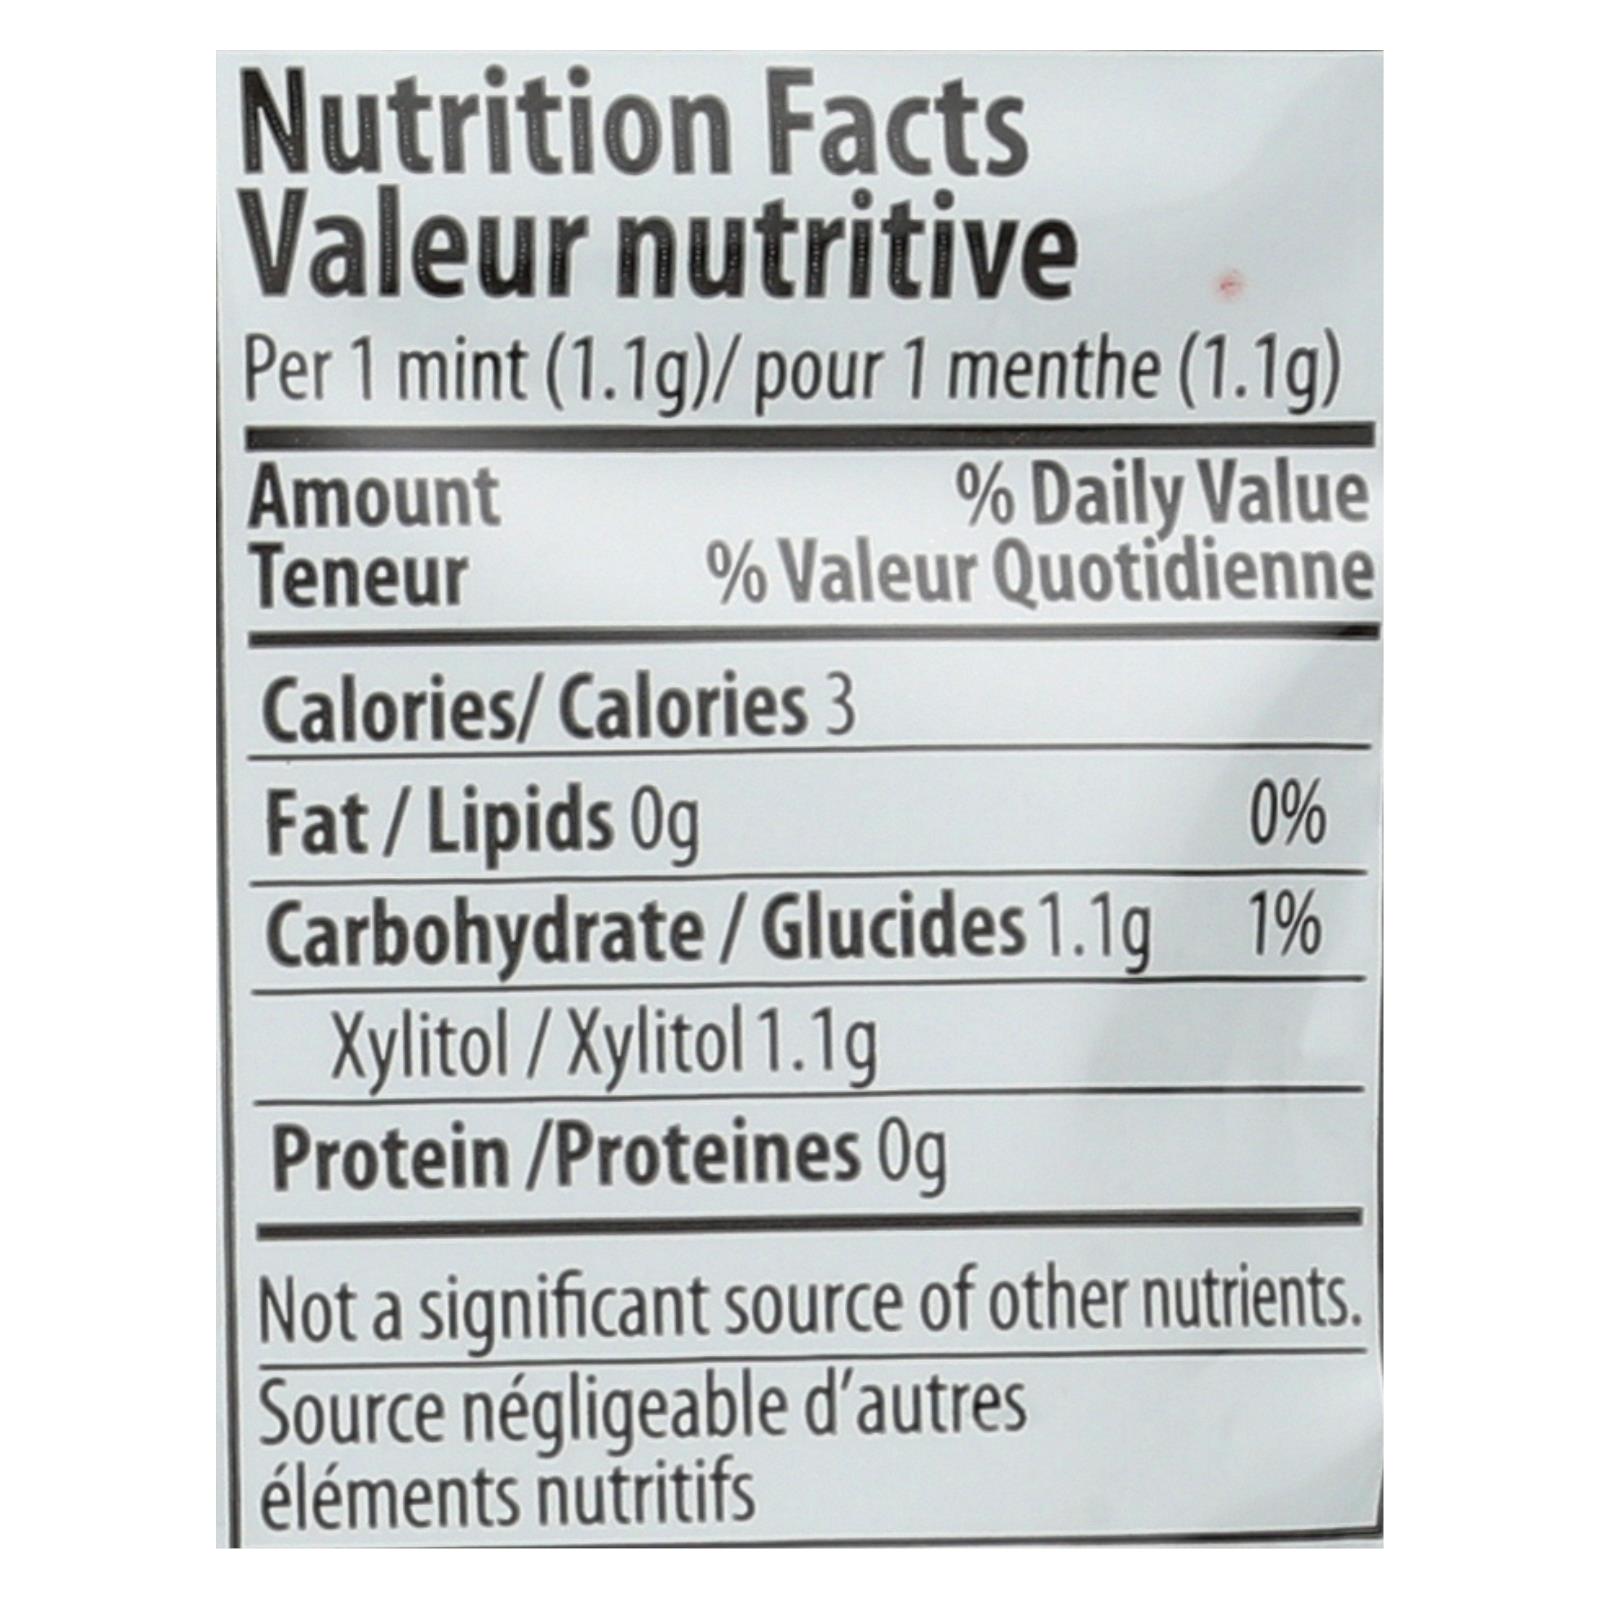 Nutrition Facts
Valeur nutritive
Per 1 mint (1.1g)/ pour 1 menthe (1.1g)
Amount % Daily Value
Teneur % Valeur Quotidienne
Calories/ Calories 3
Fat / Lipids 0g 0%
Carbohydrate / Glucides 1.1g 1%
Xylitol / Xylitol 1.1g
Protein /Proteines 0g
Not a significant source of other nutrients.
Source négligeable d'autres
éléments nutritifs